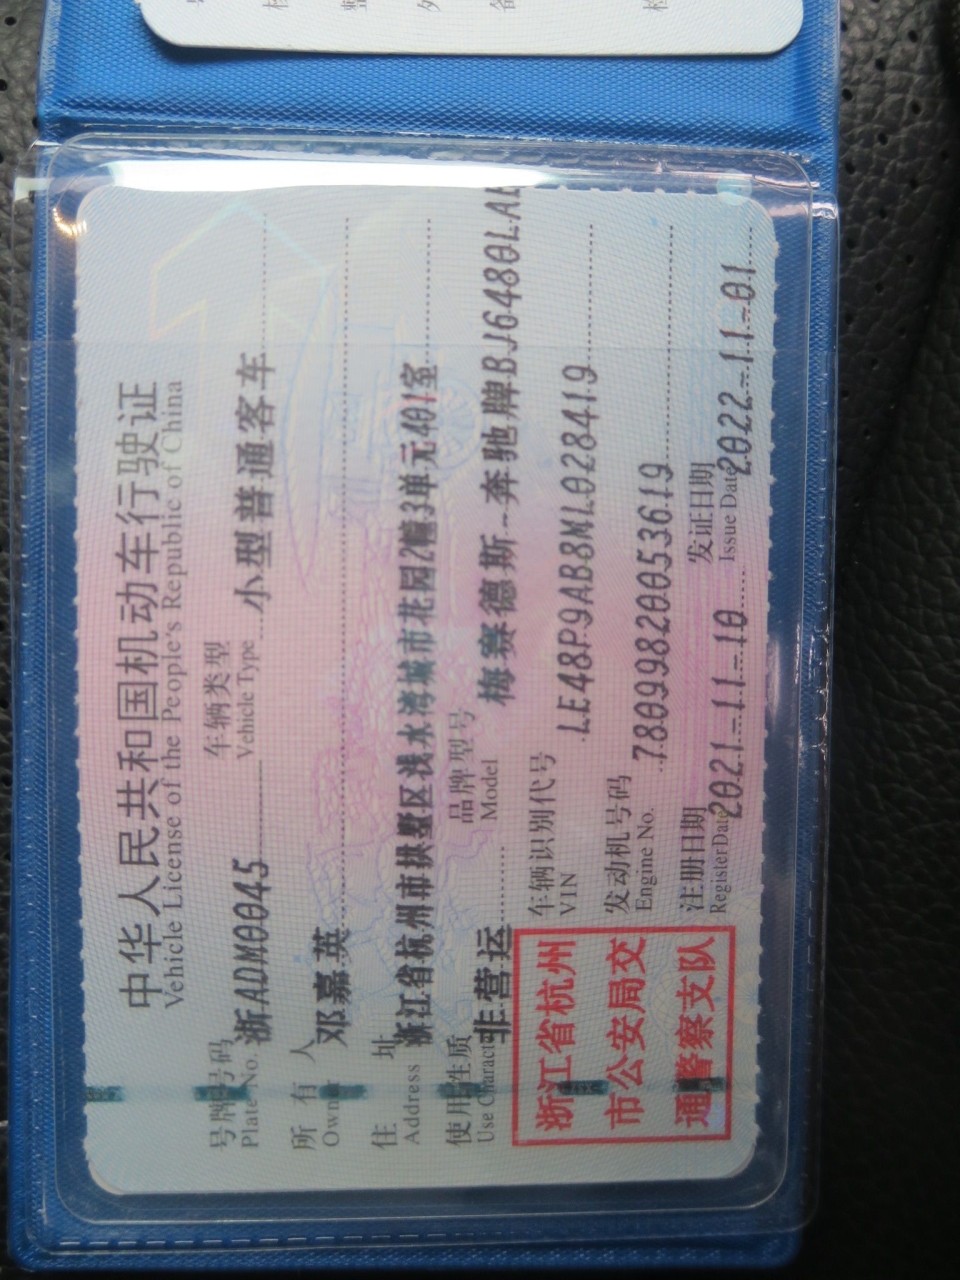 中华人民共和国机动车行驶证
Vehicle License of the People's Republic of China
号牌号码 浙ADM0045 车辆类型 小型普通客车
Plate No. Vehicle Type
所有人 邓嘉英
Owner
住址 浙江省杭州市拱墅区浅水湾城市花园2幢3单元401室
Address
使用性质 非营运 品牌型号 梅赛德斯-奔驰牌BJ6480LAE
Use Character Model
车辆识别代号 LE48P9AB8ML028419
VIN
发动机号码 78099820053619
Engine No.
注册日期 2021-11-10 发证日期 2022-11-01
Register Date Issue Date
浙江省杭州
市公安局交
通警察支队